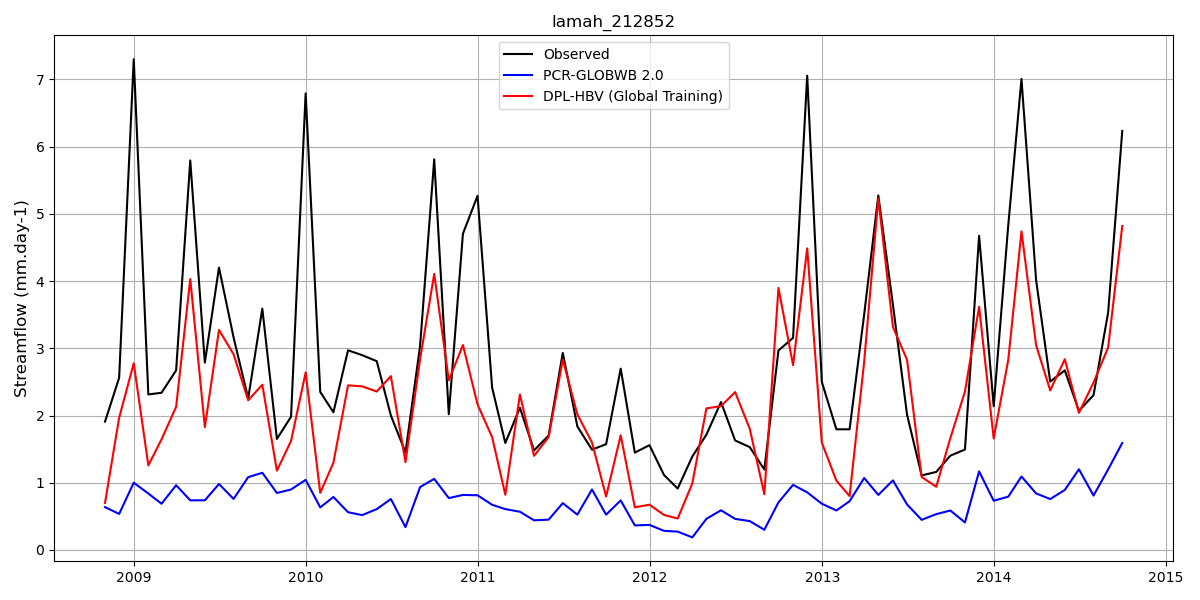 lamah_212852
Observed
PCR-GLOBWB 2.0
DPL-HBV (Global Training)
Streamflow (mm.day-1)
7
6
5
4
3
2
1
0
2009 2010 2011 2012 2013 2014 2015